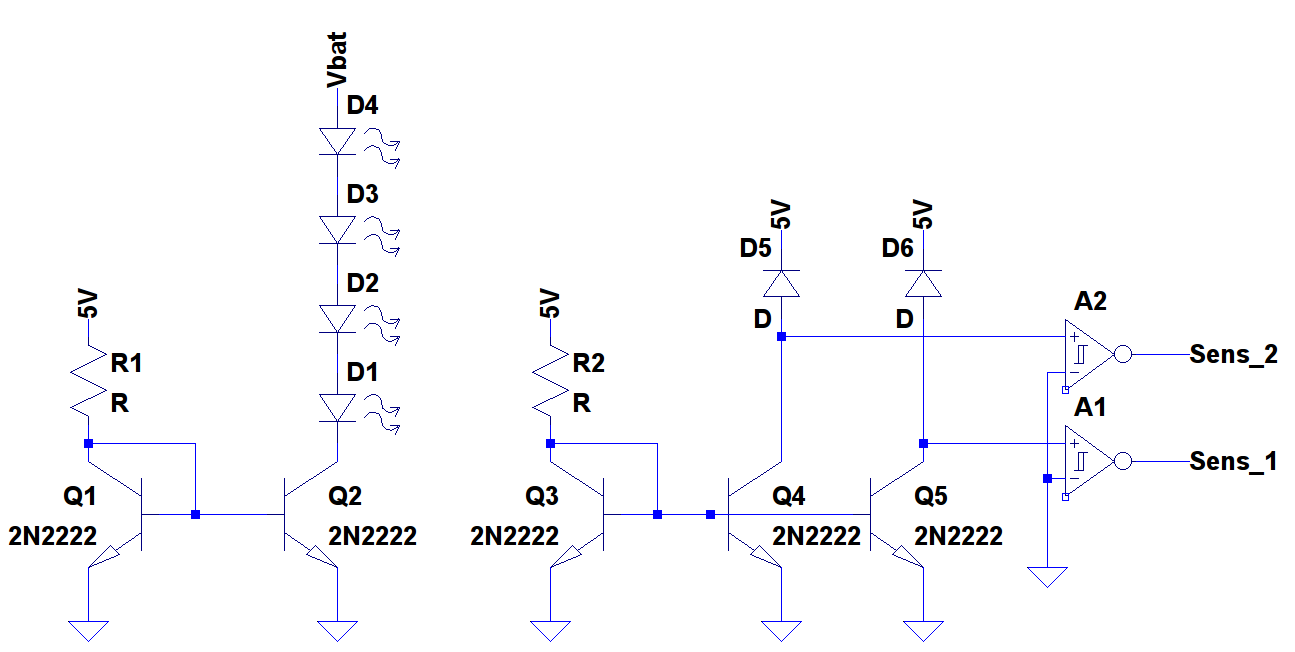 Vbat
D4
D3
D2
D1
5V
R1
R
Q1
2N2222
Q2
2N2222
5V
R2
R
Q3
2N2222
5V
D5
D
5V
D6
D
Q4
2N2222
Q5
2N2222
A2
+
-
Sens_2
A1
+
-
Sens_1